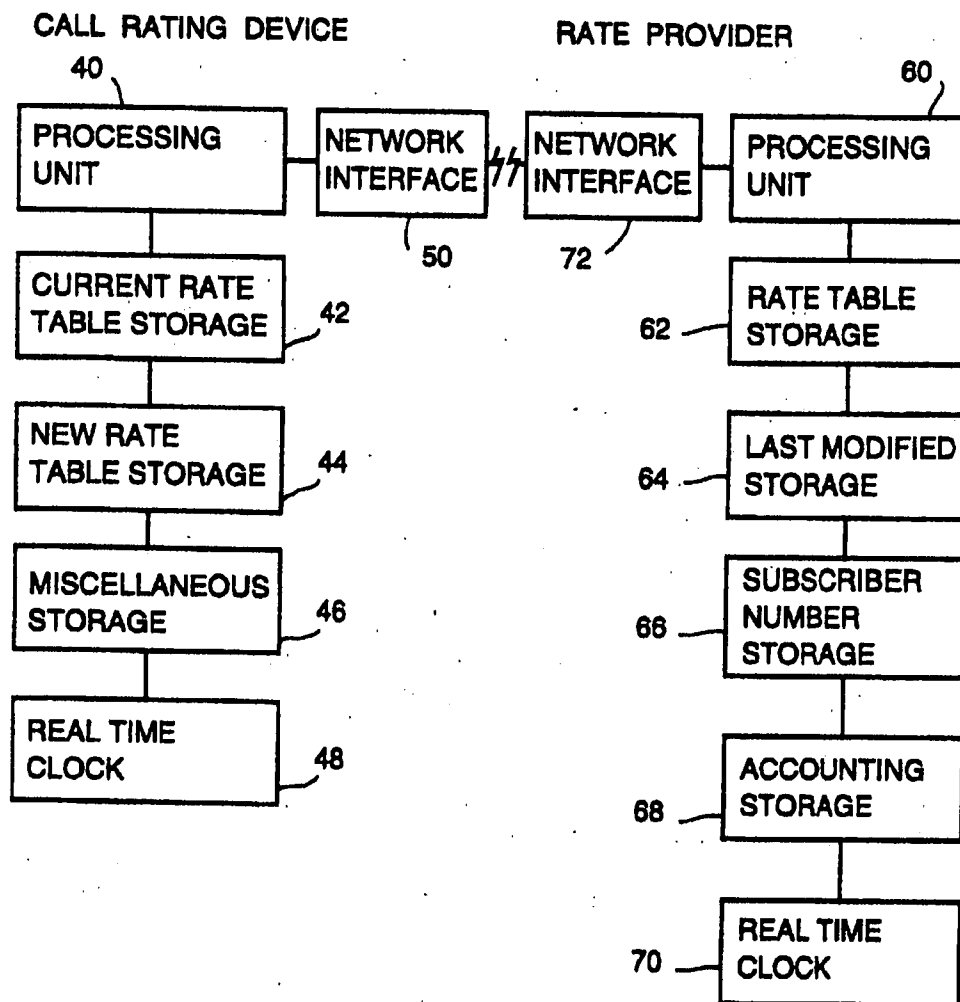 CALL RATING DEVICE
RATE PROVIDER
40
60
PROCESSING
UNIT
NETWORK
INTERFACE
NETWORK
INTERFACE
PROCESSING
UNIT
50
72
CURRENT RATE
TABLE STORAGE
42
RATE TABLE
STORAGE
62
NEW RATE
TABLE STORAGE
44
LAST MODIFIED
STORAGE
64
MISCELLANEOUS
STORAGE
46
SUBSCRIBER
NUMBER
STORAGE
66
REAL TIME
CLOCK
48
ACCOUNTING
STORAGE
68
REAL TIME
CLOCK
70